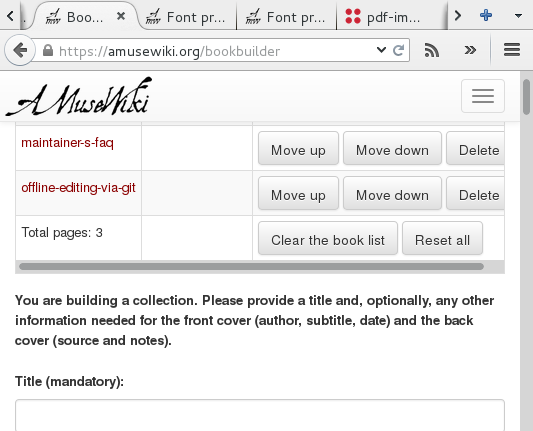 Boo...
Font pr...
Font pr...
pdf-im...
https://amusewiki.org/bookbuilder
AMuseWiki
maintainer-s-faq Move up Move down Delete
offline-editing-via-git Move up Move down Delete
Total pages: 3 Clear the book list Reset all
You are building a collection. Please provide a title and, optionally, any other
information needed for the front cover (author, subtitle, date) and the back
cover (source and notes).
Title (mandatory):